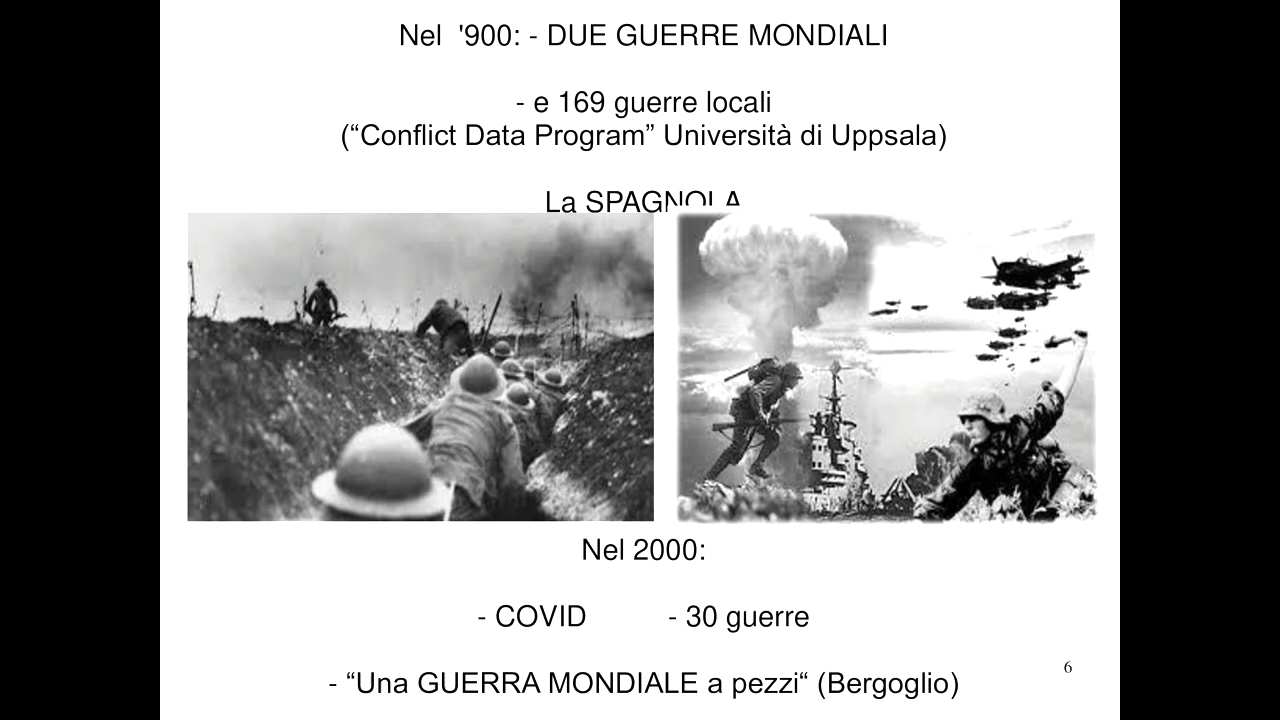 Nel '900: - DUE GUERRE MONDIALI
- e 169 guerre locali
(“Conflict Data Program” Università di Uppsala)
La SPAGNOLA
Nel 2000:
- COVID - 30 guerre
6
- “Una GUERRA MONDIALE a pezzi“ (Bergoglio)